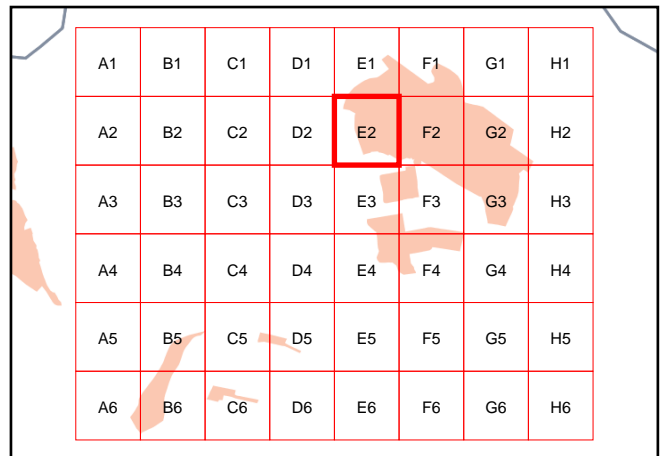 A1 B1 C1 D1 E1 F1 G1 H1
A2 B2 C2 D2 E2 F2 G2 H2
A3 B3 C3 D3 E3 F3 G3 H3
A4 B4 C4 D4 E4 F4 G4 H4
A5 B5 C5 D5 E5 F5 G5 H5
A6 B6 C6 D6 E6 F6 G6 H6